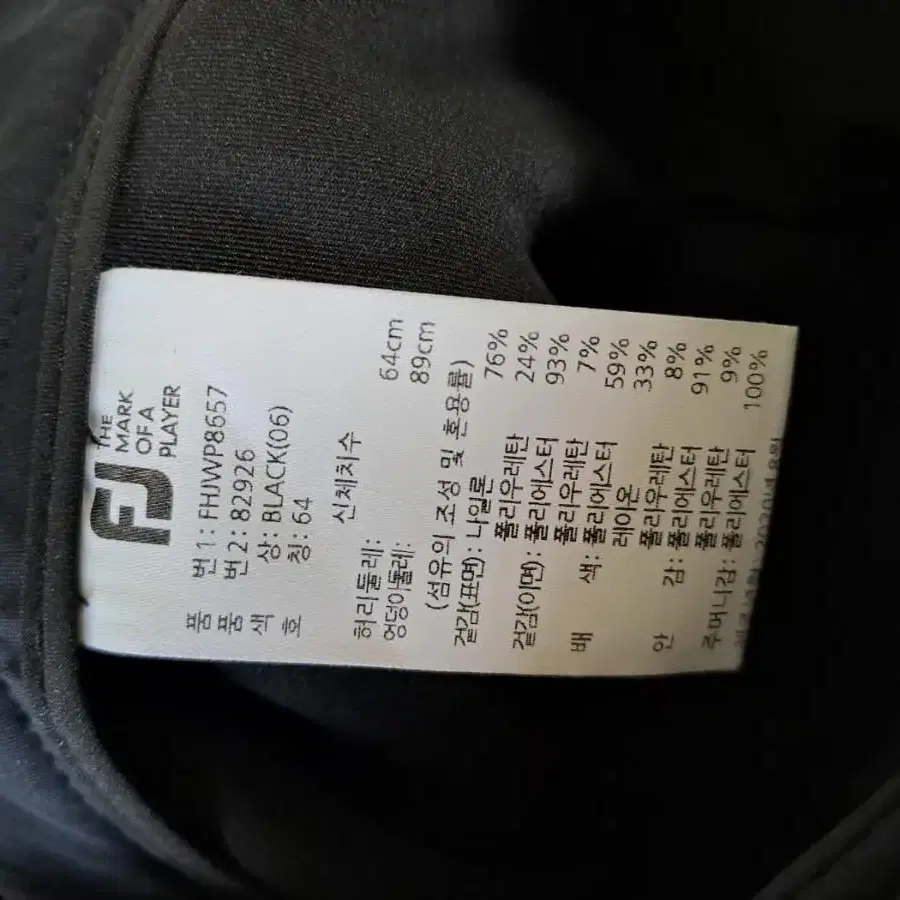 FJ
THE
MARK
OF A
PLAYER
품 번1: FHJWP8657
품 번2: 82926
색 상: BLACK(06)
호 칭: 64
신체치수
허리둘레: 64cm
엉덩이둘레: 89cm
(섬유의 조성 및 혼용률)
겉감(표면): 나일론 76%
폴리우레탄 24%
겉감(이면): 폴리에스터 93%
폴리우레탄 7%
배 색: 폴리에스터 59%
레이온 33%
폴리우레탄 8%
안 감: 폴리에스터 91%
폴리우레탄 9%
주머니감: 폴리에스터 100%